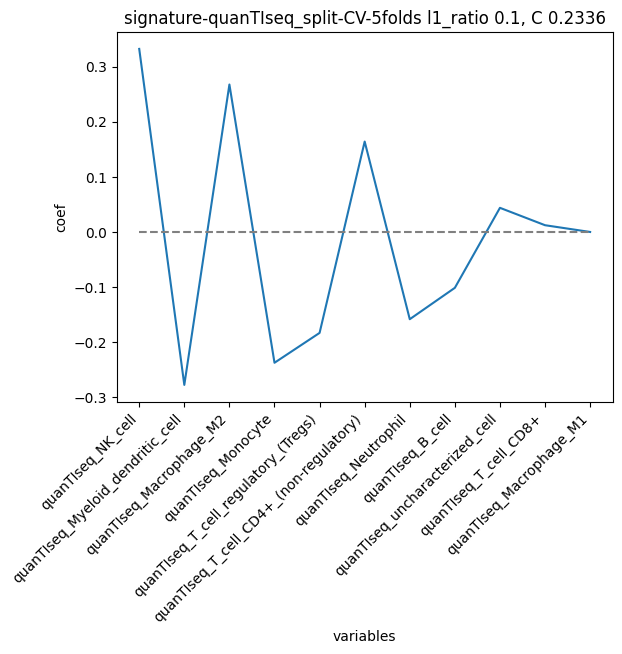 signature-quanTIseq_split-CV-5folds l1_ratio 0.1, C 0.2336
0.3
0.2
0.1
0.0
−0.1
−0.2
−0.3
coef
quanTIseq_NK_cell
quanTIseq_Myeloid_dendritic_cell
quanTIseq_Macrophage_M2
quanTIseq_Monocyte
quanTIseq_T_cell_regulatory_(Tregs)
quanTIseq_T_cell_CD4+_(non-regulatory)
quanTIseq_Neutrophil
quanTIseq_B_cell
quanTIseq_uncharacterized_cell
quanTIseq_T_cell_CD8+
quanTIseq_Macrophage_M1
variables